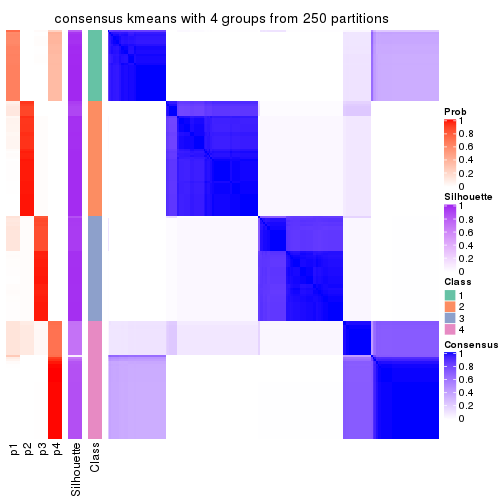 consensus kmeans with 4 groups from 250 partitions
Prob
1
0.8
0.6
0.4
0.2
0
Silhouette
1
0.8
0.6
0.4
0.2
0
Class
1
2
3
4
Consensus
1
0.8
0.6
0.4
0.2
0
p1
p2
p3
p4
Silhouette
Class